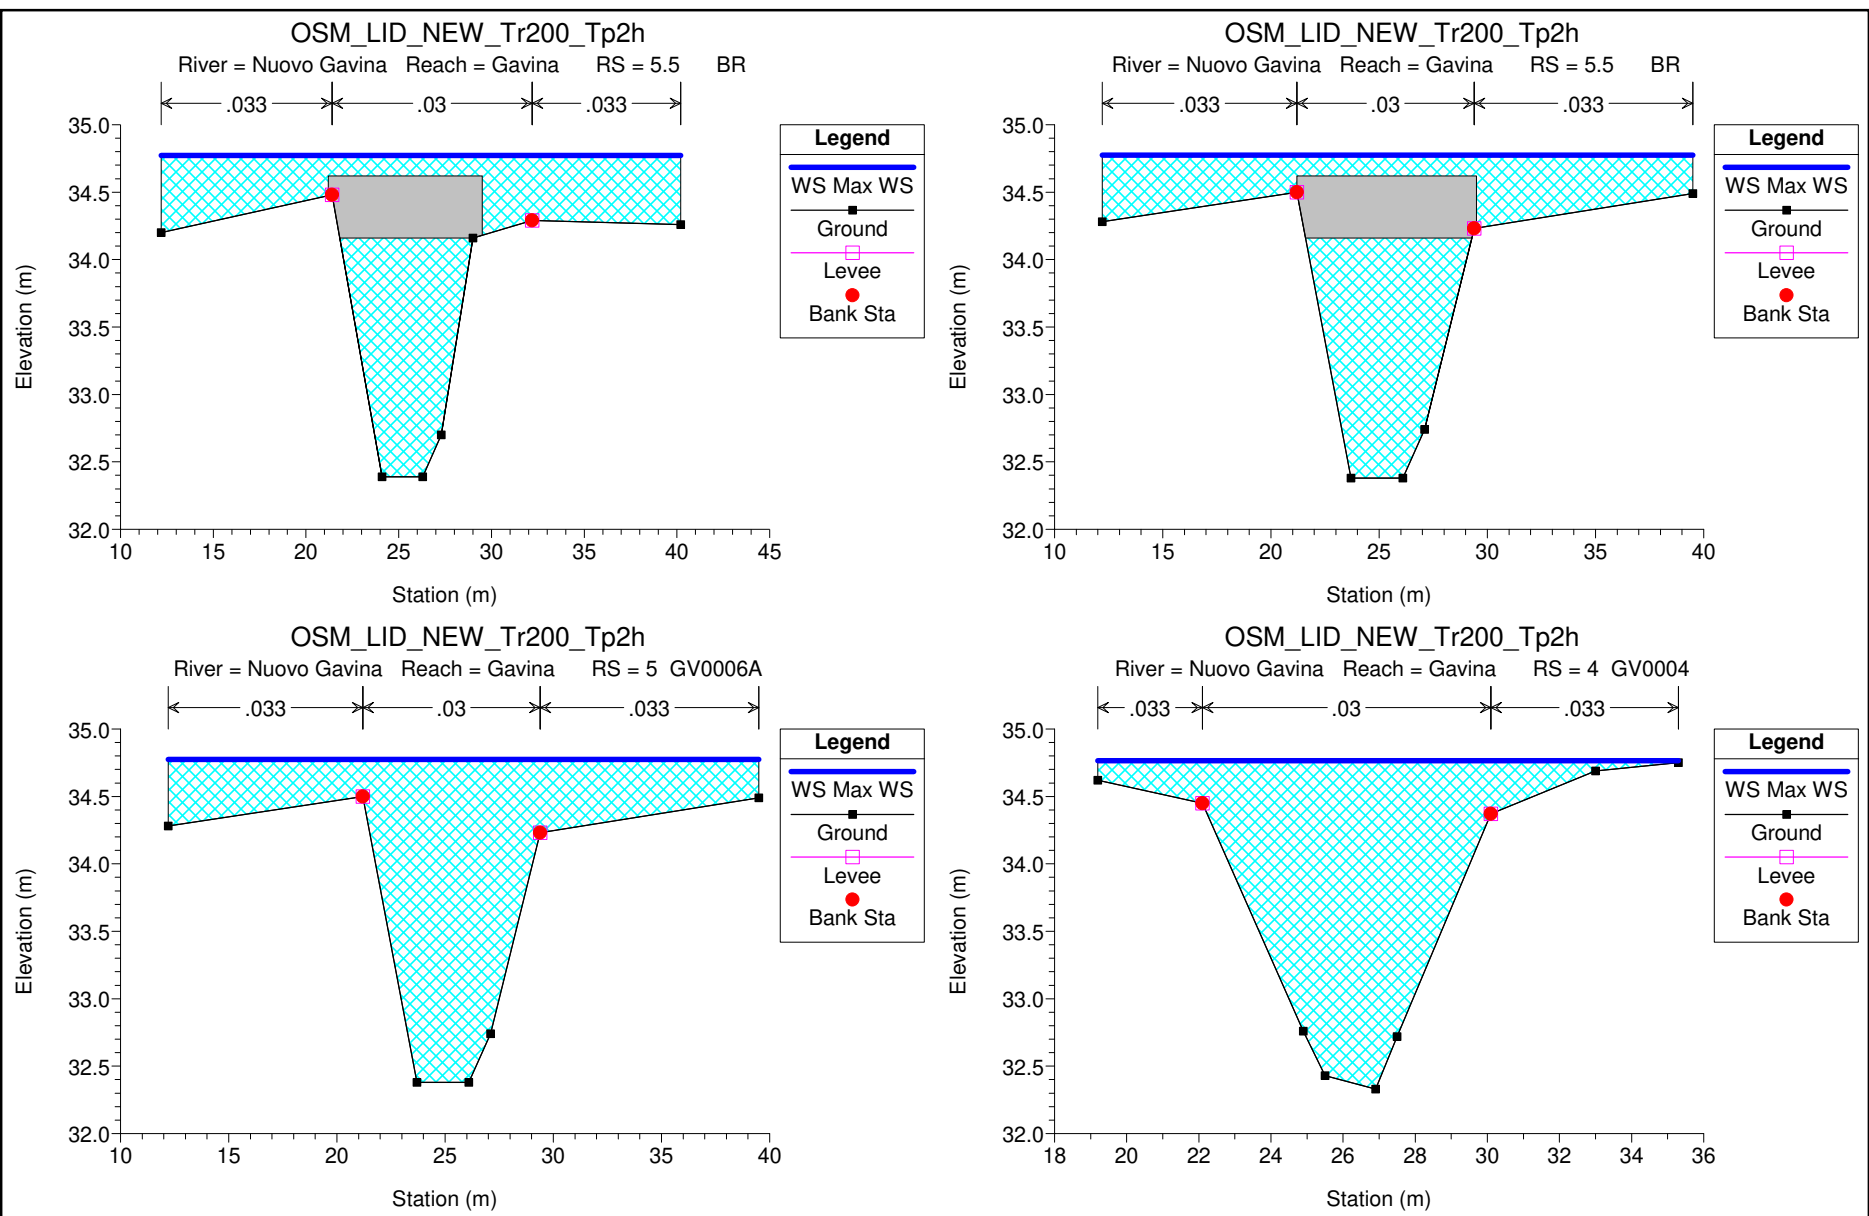 OSM_LID_NEW_Tr200_Tp2h
River = Nuovo Gavina Reach = Gavina RS = 5.5 BR
.033 .03 .033
35.0
34.5
34.0
33.5
33.0
32.5
32.0
Elevation (m)
10 15 20 25 30 35 40 45
Station (m)
Legend
WS Max WS
Ground
Levee
Bank Sta
OSM_LID_NEW_Tr200_Tp2h
River = Nuovo Gavina Reach = Gavina RS = 5.5 BR
.033 .03 .033
35.0
34.5
34.0
33.5
33.0
32.5
32.0
Elevation (m)
10 15 20 25 30 35 40
Station (m)
Legend
WS Max WS
Ground
Levee
Bank Sta
OSM_LID_NEW_Tr200_Tp2h
River = Nuovo Gavina Reach = Gavina RS = 5 GV0006A
.033 .03 .033
35.0
34.5
34.0
33.5
33.0
32.5
32.0
Elevation (m)
10 15 20 25 30 35 40
Station (m)
Legend
WS Max WS
Ground
Levee
Bank Sta
OSM_LID_NEW_Tr200_Tp2h
River = Nuovo Gavina Reach = Gavina RS = 4 GV0004
.033 .03 .033
35.0
34.5
34.0
33.5
33.0
32.5
32.0
Elevation (m)
18 20 22 24 26 28 30 32 34 36
Station (m)
Legend
WS Max WS
Ground
Levee
Bank Sta